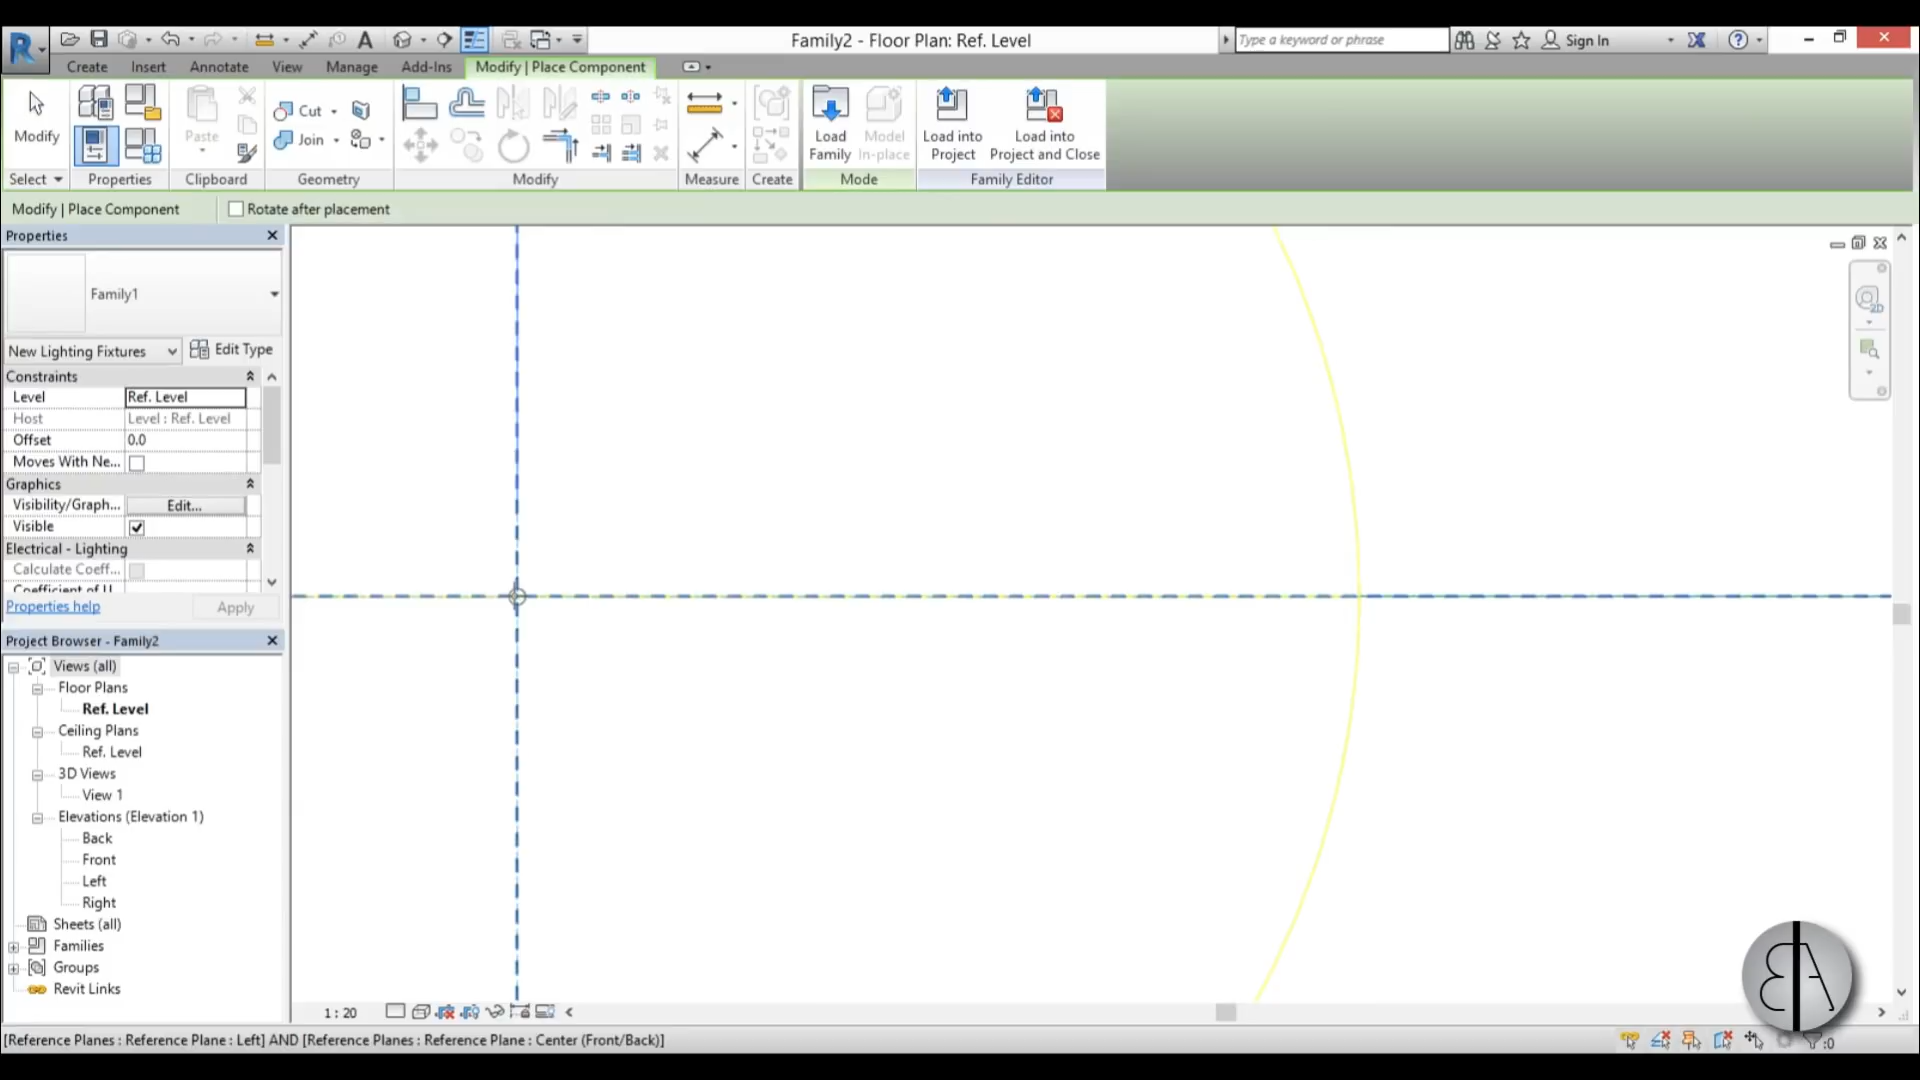 Family2 - Floor Plan: Ref. Level
Type a keyword or phrase
Sign In
Create Insert Annotate View Manage Add-Ins Modify | Place Component
Modify
Paste
Cut
Join
Load Family
Model In-place
Load into Project
Load into Project and Close
Select Properties Clipboard Geometry Modify Measure Create Mode Family Editor
Modify | Place Component Rotate after placement
Properties
Family1
New Lighting Fixtures Edit Type
Constraints
Level Ref. Level
Host Level : Ref. Level
Offset 0.0
Moves With Ne...
Graphics
Visibility/Graph... Edit...
Visible
Electrical - Lighting
Calculate Coeff...
Coefficient of U
Properties help Apply
Project Browser - Family2
Views (all)
Floor Plans
Ref. Level
Ceiling Plans
Ref. Level
3D Views
View 1
Elevations (Elevation 1)
Back
Front
Left
Right
Sheets (all)
Families
Groups
Revit Links
2D
1 : 20
[Reference Planes : Reference Plane : Left] AND [Reference Planes : Reference Plane : Center (Front/Back)]
:0